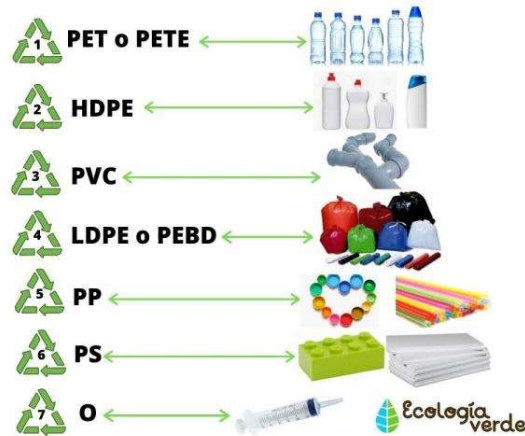 1 PET o PETE
2 HDPE
3 PVC
4 LDPE o PEBD
5 PP
6 PS
7 O
Ecología
verde